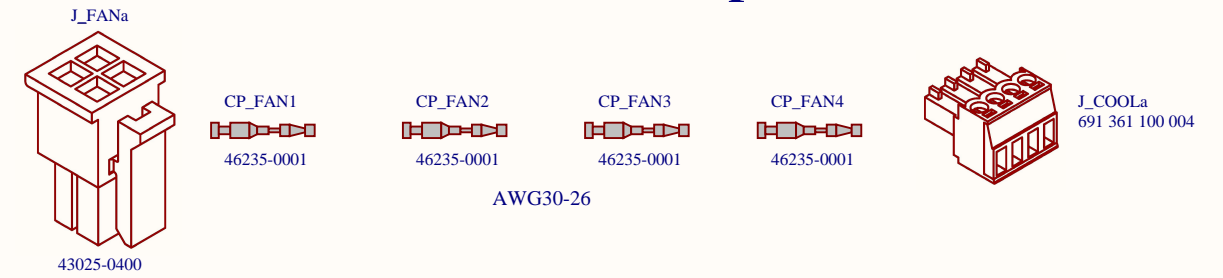 J_FANa
CP_FAN1
CP_FAN2
CP_FAN3
CP_FAN4
J_COOLa
691 361 100 004
46235-0001
46235-0001
46235-0001
46235-0001
AWG30-26
43025-0400